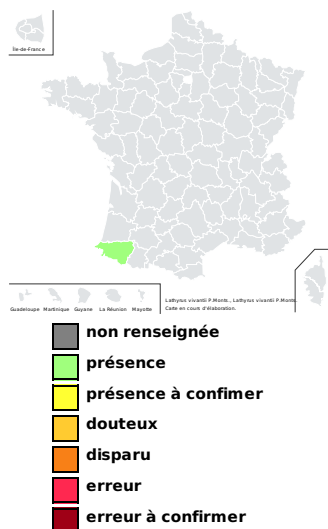 Île-de-France
Guadeloupe Martinique Guyane La Réunion Mayotte
Lathyrus vivantii P.Monts., Lathyrus vivantii P.Monts.
Carte en cours d'élaboration.
non renseignée
présence
présence à confimer
douteux
disparu
erreur
erreur à confirmer